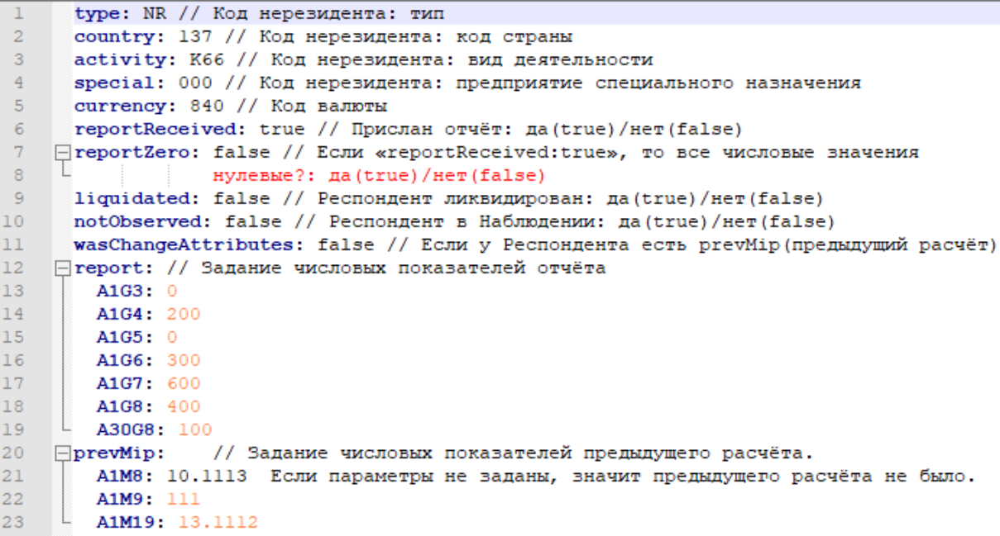 1 type: NR // Код нерезидента: тип
2 country: 137 // Код нерезидента: код страны
3 activity: K66 // Код нерезидента: вид деятельности
4 special: 000 // Код нерезидента: предприятие специального назначения
5 currency: 840 // Код валюты
6 reportReceived: true // Прислан отчёт: да(true)/нет(false)
7 reportZero: false // Если «reportReceived:true», то все числовые значения
8 нулевые?: да(true)/нет(false)
9 liquidated: false // Респондент ликвидирован: да(true)/нет(false)
10 notObserved: false // Респондент в Наблюдении: да(true)/нет(false)
11 wasChangeAttributes: false // Если у Респондента есть prevMip(предыдущий расчёт)
12 report: // Задание числовых показателей отчёта
13 A1G3: 0
14 A1G4: 200
15 A1G5: 0
16 A1G6: 300
17 A1G7: 600
18 A1G8: 400
19 A30G8: 100
20 prevMip: // Задание числовых показателей предыдущего расчёта.
21 A1M8: 10.1113 Если параметры не заданы, значит предыдущего расчёта не было.
22 A1M9: 111
23 A1M19: 13.1112